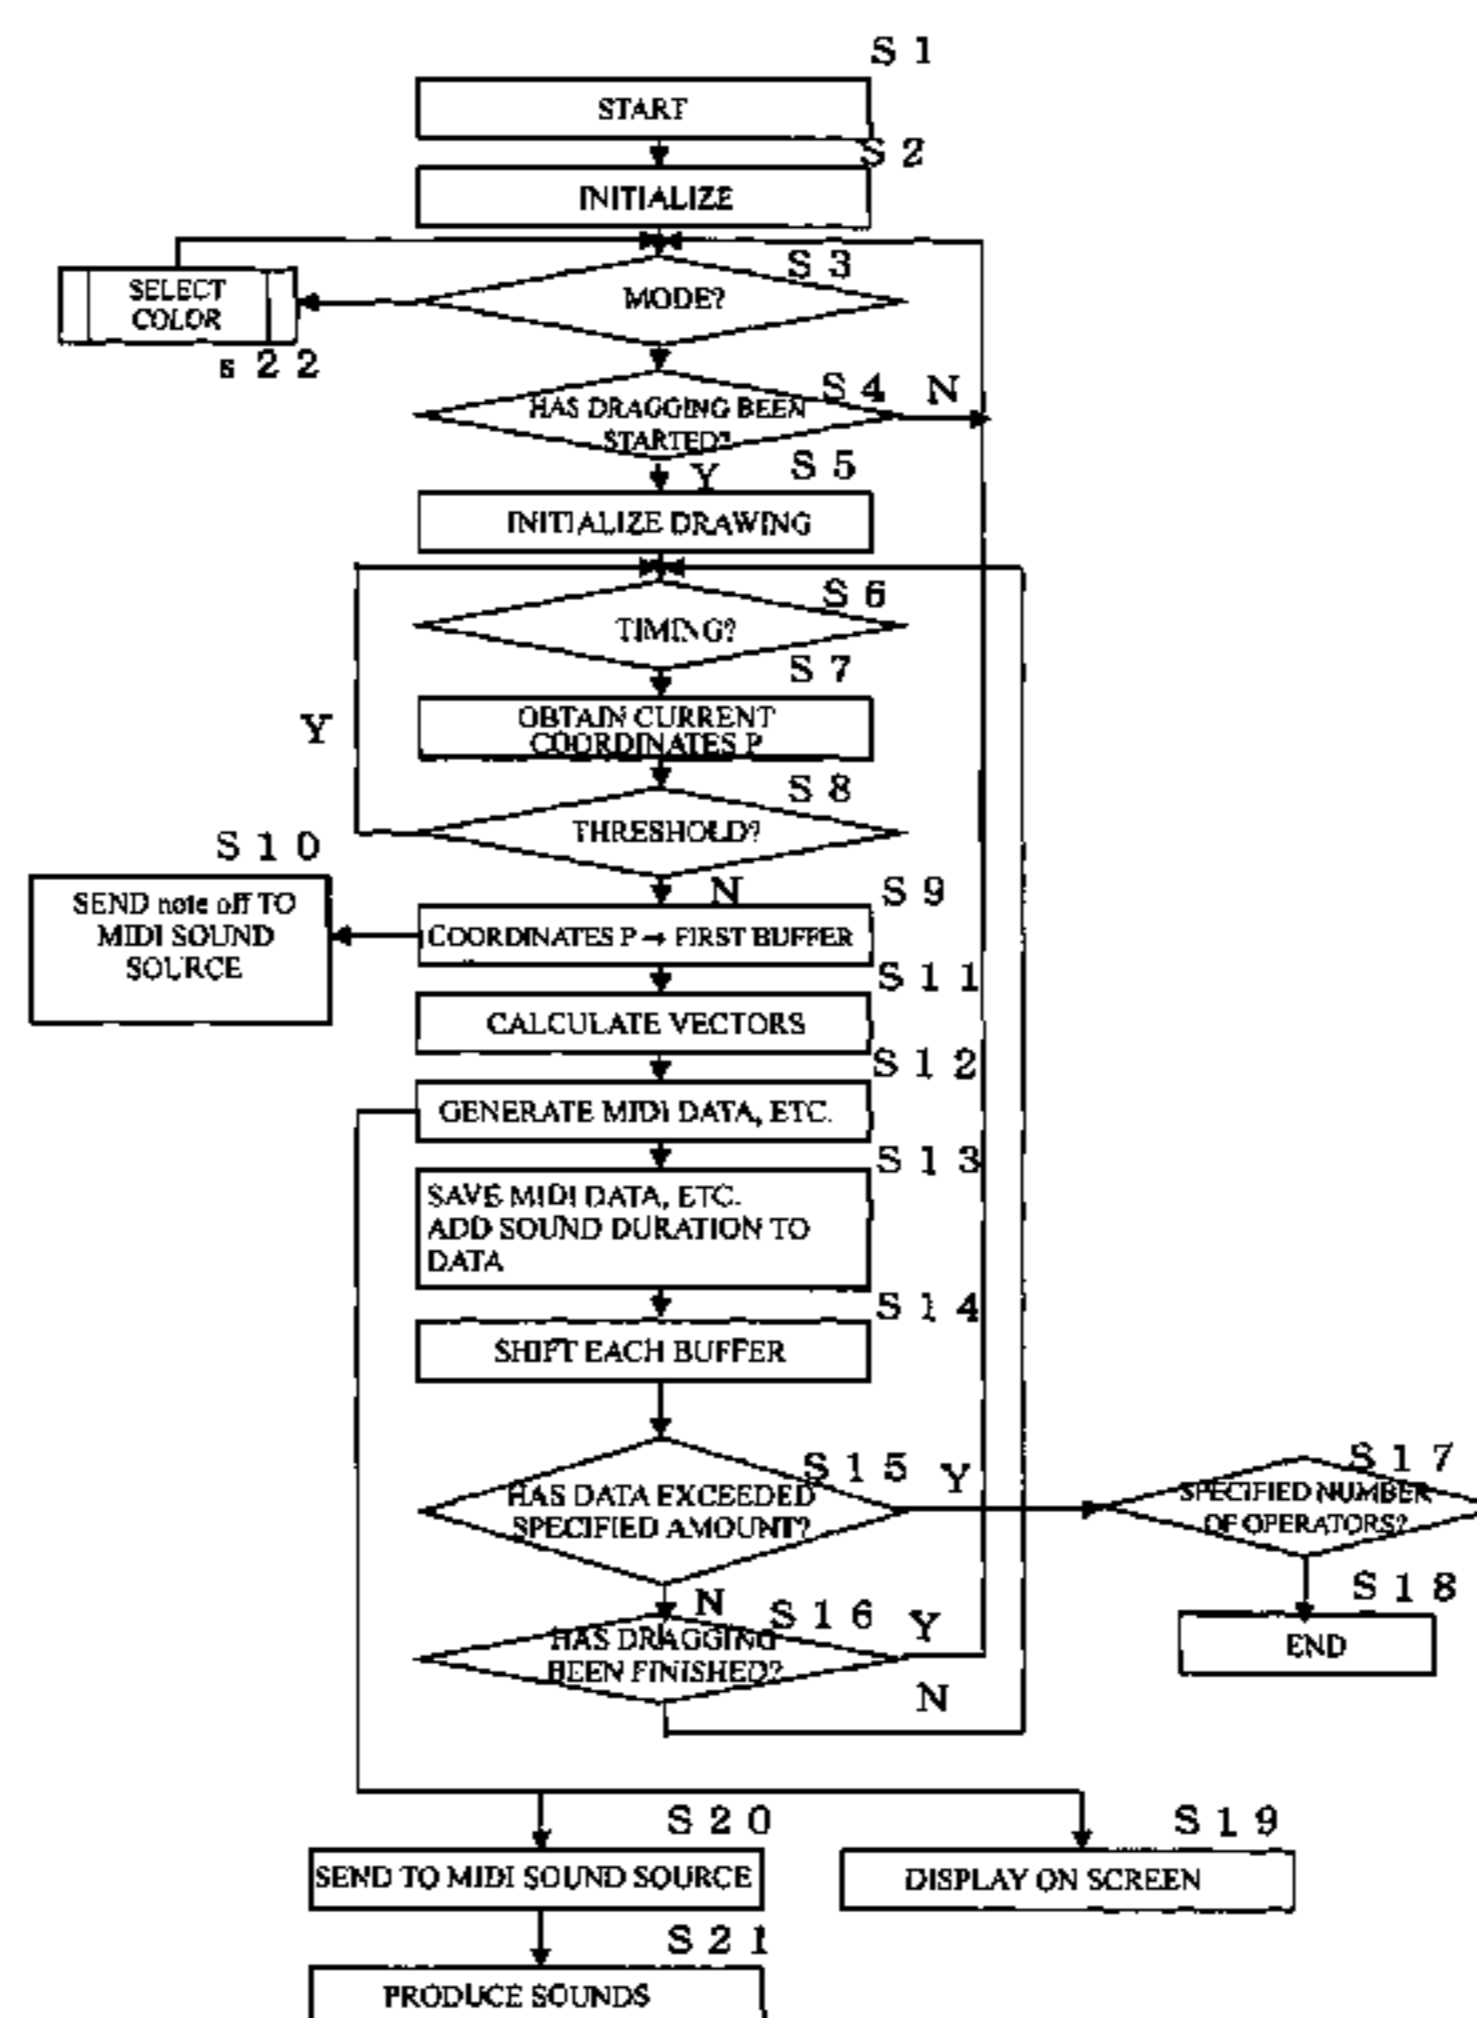 S 1
START
S 2
INITIALIZE
S 3
MODE?
SELECT
COLOR
s 2 2
S 4
N
HAS DRAGGING BEEN
STARTED?
Y
S 5
INITIALIZE DRAWING
S 6
TIMING?
S 7
OBTAIN CURRENT
COORDINATES P
Y
S 8
THRESHOLD?
N
S 9
COORDINATES P → FIRST BUFFER
S 1 0
SEND note off TO
MIDI SOUND
SOURCE
S 1 1
CALCULATE VECTORS
S 1 2
GENERATE MIDI DATA, ETC.
S 1 3
SAVE MIDI DATA, ETC.
ADD SOUND DURATION TO
DATA
S 1 4
SHIFT EACH BUFFER
S 1 5
Y
HAS DATA EXCEEDED
SPECIFIED AMOUNT?
N
S 1 7
SPECIFIED NUMBER
OF OPERATORS?
S 1 8
END
S 1 6
Y
HAS DRAGGING
BEEN FINISHED?
N
S 2 0
SEND TO MIDI SOUND SOURCE
S 1 9
DISPLAY ON SCREEN
S 2 1
PRODUCE SOUNDS